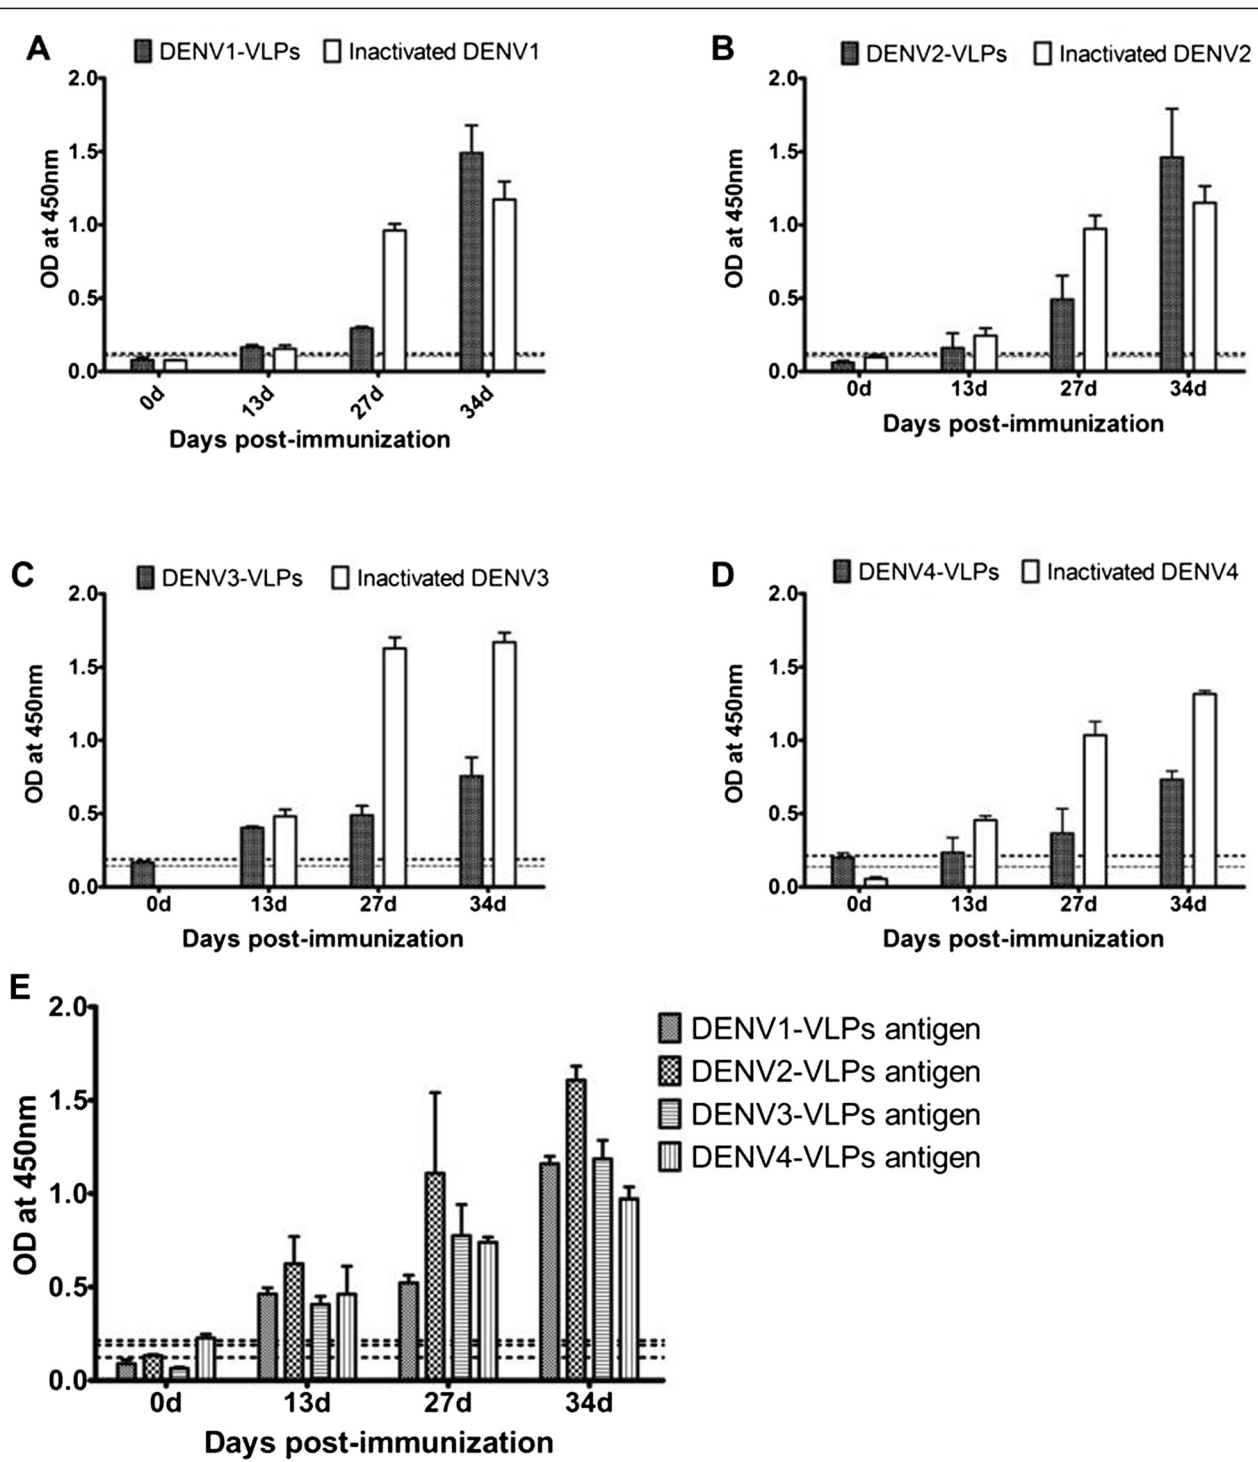 A
DENV1-VLPs Inactivated DENV1
2.0
1.5
1.0
0.5
0.0
OD at 450nm
0d 13d 27d 34d
Days post-immunization
B
DENV2-VLPs Inactivated DENV2
2.0
1.5
1.0
0.5
0.0
OD at 450nm
0d 13d 27d 34d
Days post-immunization
C
DENV3-VLPs Inactivated DENV3
2.0
1.5
1.0
0.5
0.0
OD at 450nm
0d 13d 27d 34d
Days post-immunization
D
DENV4-VLPs Inactivated DENV4
2.0
1.5
1.0
0.5
0.0
OD at 450nm
0d 13d 27d 34d
Days post-immunization
E
2.0
1.5
1.0
0.5
0.0
OD at 450nm
0d 13d 27d 34d
Days post-immunization
DENV1-VLPs antigen
DENV2-VLPs antigen
DENV3-VLPs antigen
DENV4-VLPs antigen